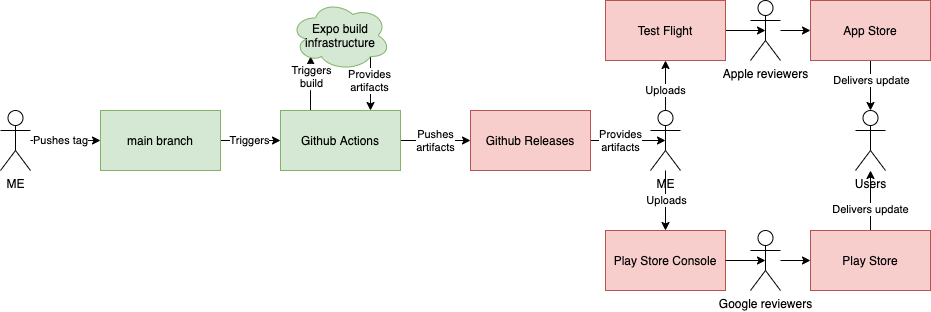 Expo build
infrastructure
Triggers
build
Provides
artifacts
ME
Pushes tag
main branch
Triggers
Github Actions
Pushes
artifacts
Github Releases
Provides
artifacts
ME
Uploads
Test Flight
Apple reviewers
App Store
Delivers update
Users
Uploads
Play Store Console
Google reviewers
Play Store
Delivers update